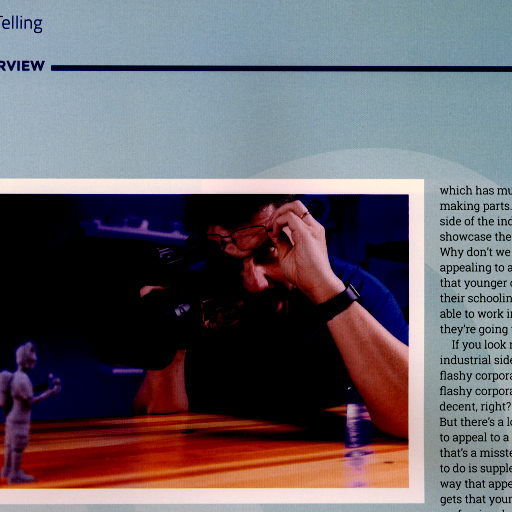 Telling
RVIEW
which has mu
making parts.
side of the ind
showcase the
Why don't we
appealing to a
that younger
their schoolin
able to work i
they're going
If you look
industrial side
flashy corpora
flashy corpora
decent, right?
But there's a lo
to appeal to a
that's a misste
to do is supple
way that appe
gets that your